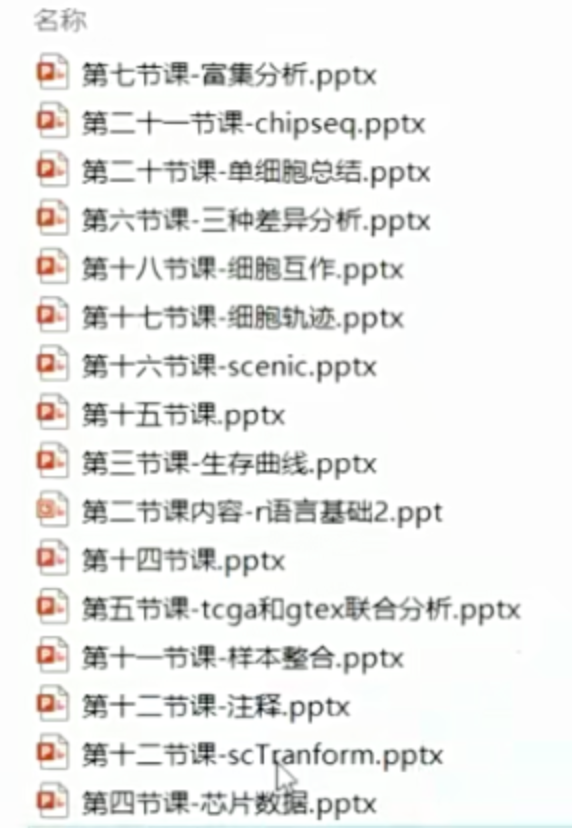 名称
第七节课-富集分析.pptx
第二十一节课-chipseq.pptx
第二十节课-单细胞总结.pptx
第六节课-三种差异分析.pptx
第十八节课-细胞互作.pptx
第十七节课-细胞轨迹.pptx
第十六节课-scenic.pptx
第十五节课.pptx
第三节课-生存曲线.pptx
第二节课内容-r语言基础2.ppt
第十四节课.pptx
第五节课-tcga和gtex联合分析.pptx
第十一节课-样本整合.pptx
第十二节课-注释.pptx
第十二节课-scTranform.pptx
第四节课-芯片数据.pptx